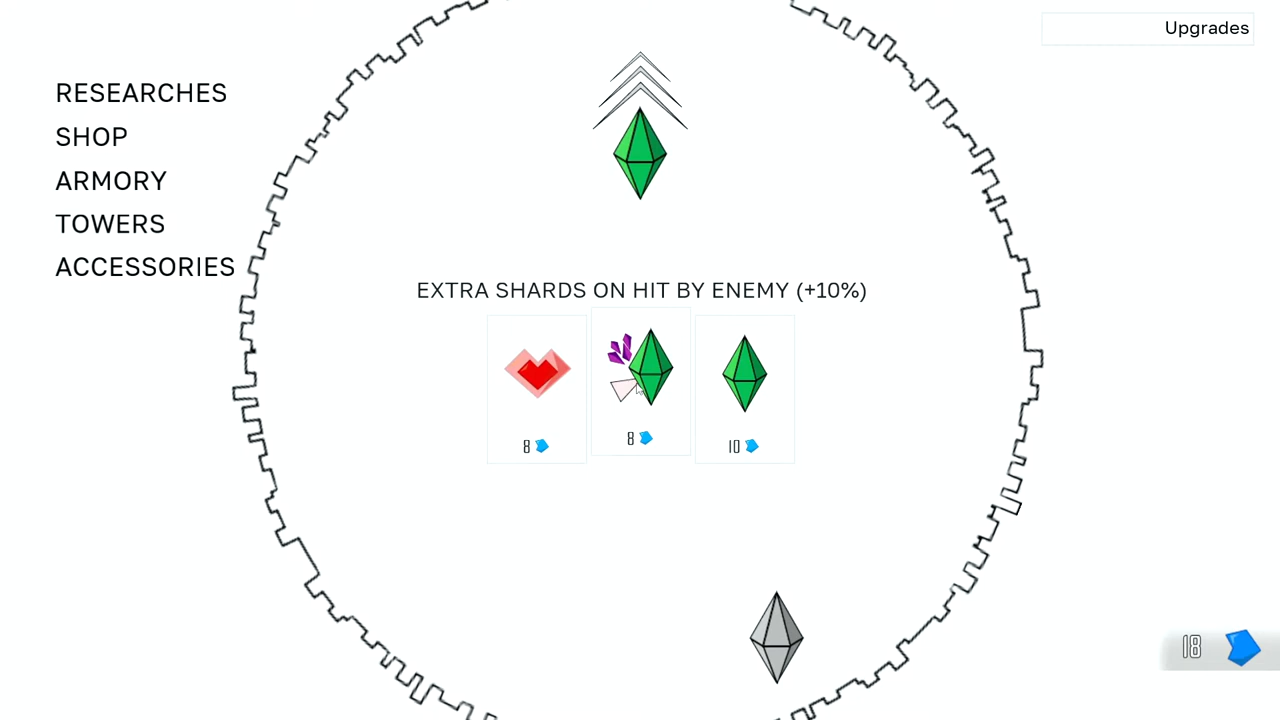 Upgrades
RESEARCHES
SHOP
ARMORY
TOWERS
ACCESSORIES
EXTRA SHARDS ON HIT BY ENEMY (+10%)
8
8
10
18